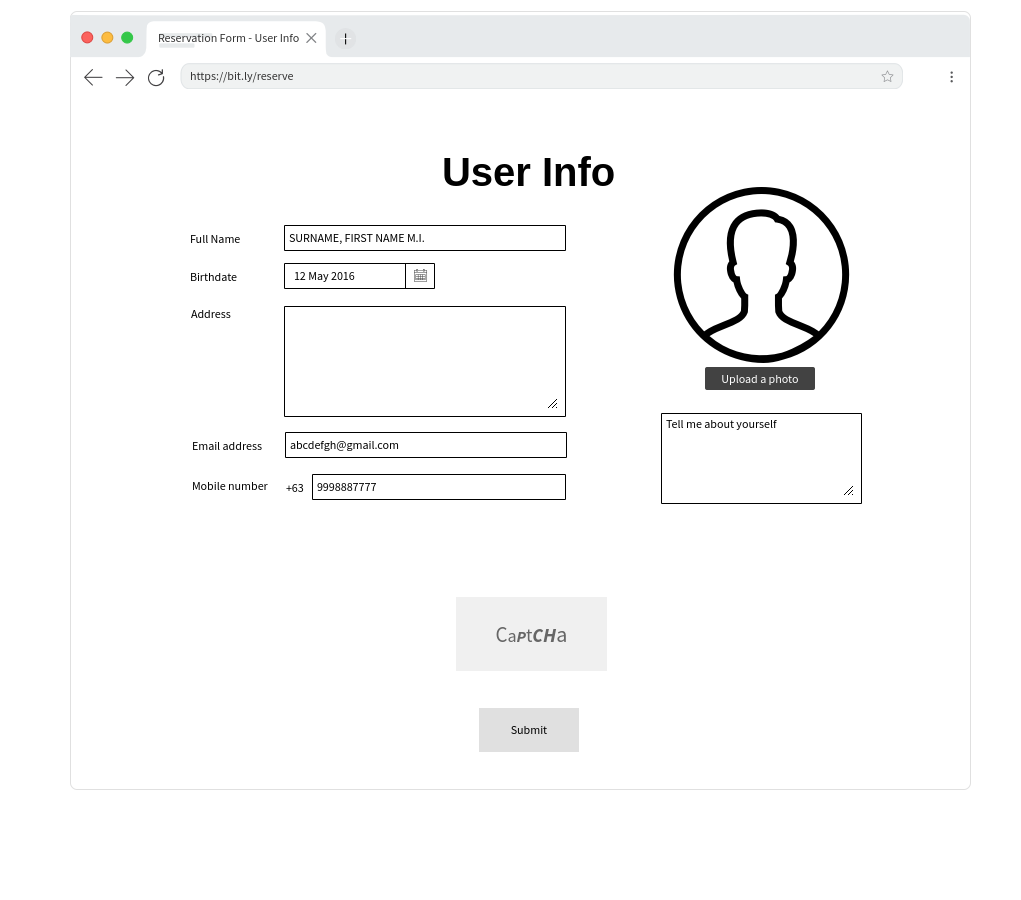 Reservation Form - User Info
https://bit.ly/reserve
User Info
Full Name
SURNAME, FIRST NAME M.I.
Birthdate
12 May 2016
Address
Upload a photo
Tell me about yourself
Email address
abcdefgh@gmail.com
Mobile number
+63
9998887777
CaPtCHa
Submit